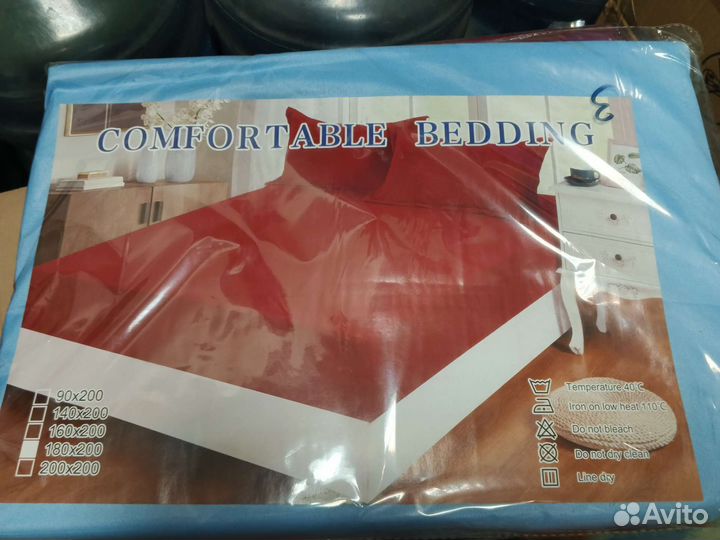 3
COMFORTABLE BEDDING
90x200
140x200
160x200
180x200
200x200
Temperature 40℃
Iron on low heat 110℃
Do not bleach
Do not dry clean
Line dry
Avito